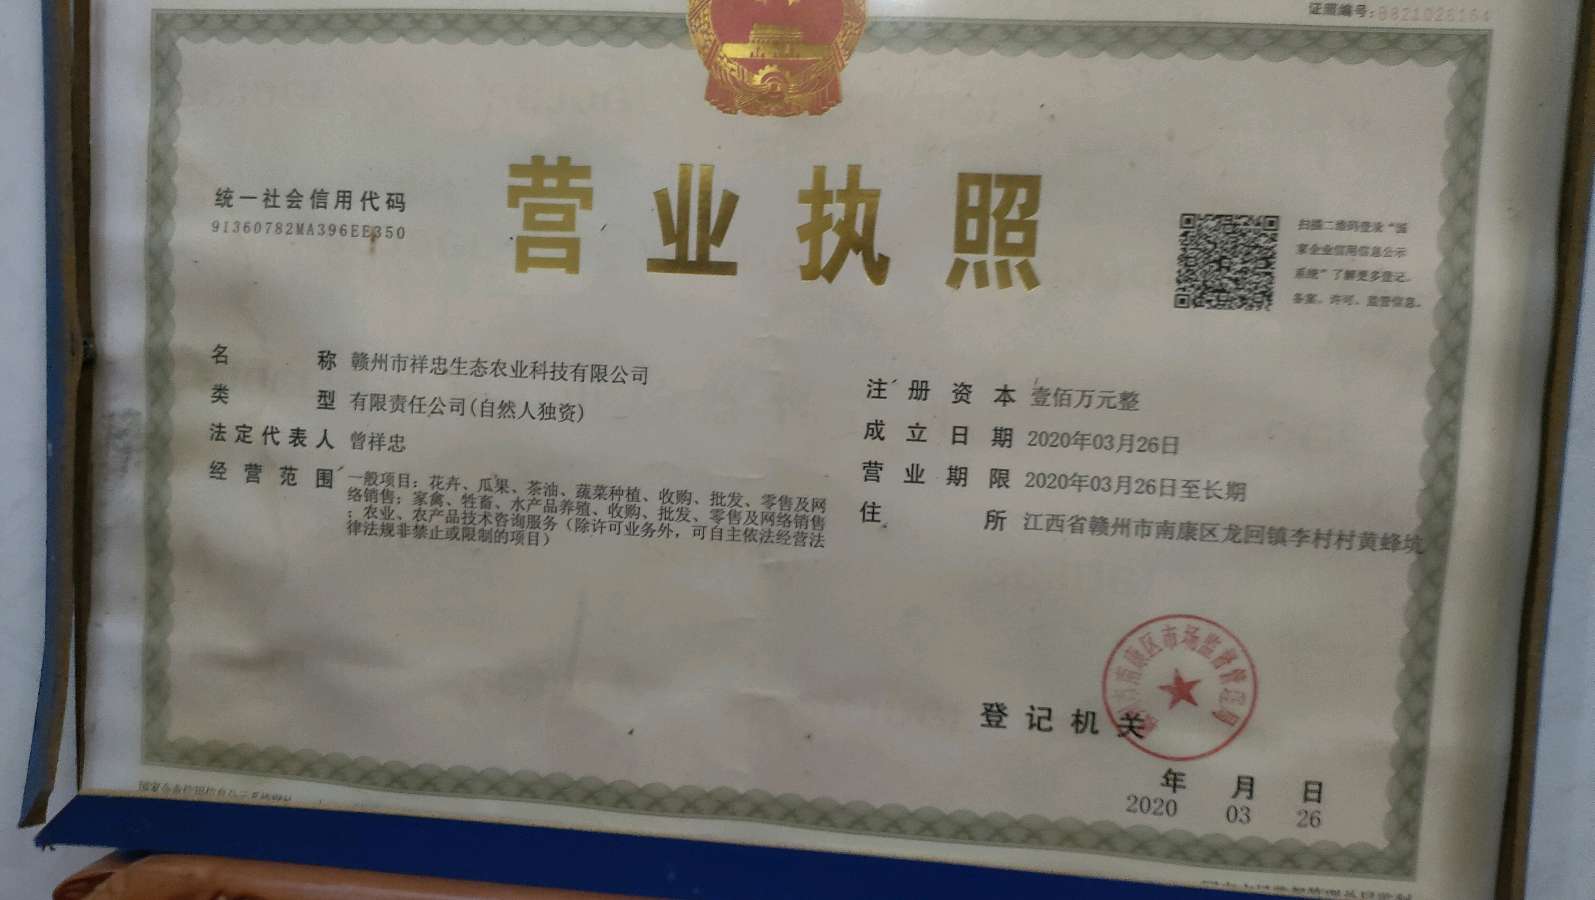 证照编号:B821026164
营业执照
统一社会信用代码
91360782MA396EE350
扫描二维码登录“国
家企业信用信息公示
系统”了解更多登记、
备案、许可、监管信息。
名称 赣州市祥忠生态农业科技有限公司
类型 有限责任公司(自然人独资)
法定代表人 曾祥忠
经营范围 一般项目：花卉、瓜果、茶油、蔬菜种植、收购、批发、零售及网
络销售；家禽、牲畜、水产品养殖、收购、批发、零售及网络销售
；农业、农产品技术咨询服务（除许可业务外，可自主依法经营法
律法规非禁止或限制的项目）
注册资本 壹佰万元整
成立日期 2020年03月26日
营业期限 2020年03月26日至长期
住所 江西省赣州市南康区龙回镇李村村黄蜂坑
南康区市场监督管理局
登记机关
年 月 日
2020 03 26